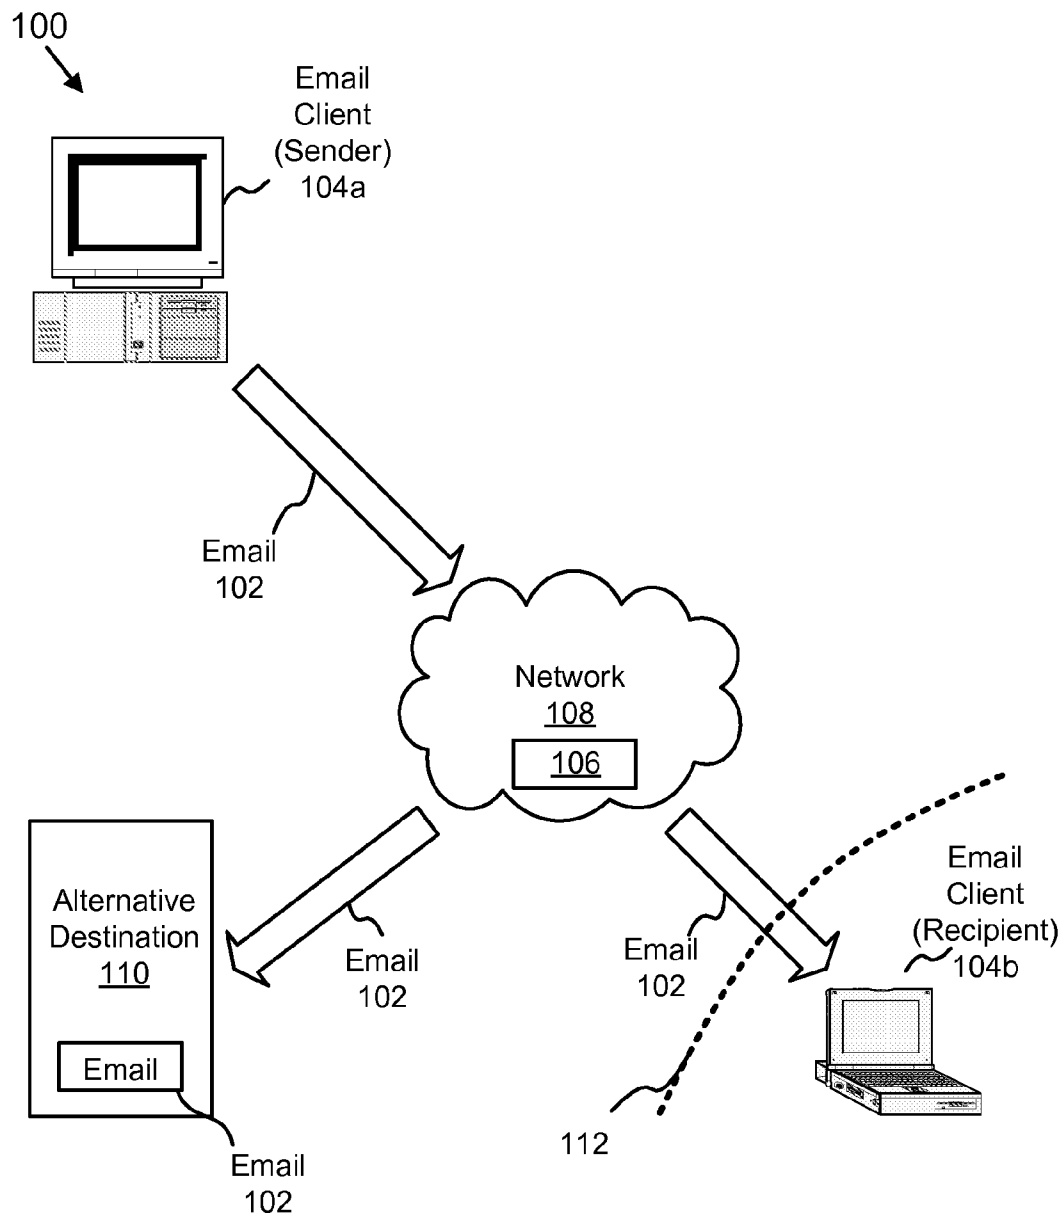 100
Email
Client
(Sender)
104a
Email
102
Network
108
106
Alternative
Destination
110
Email
Email
102
Email
102
Email
102
Email
Client
(Recipient)
104b
112